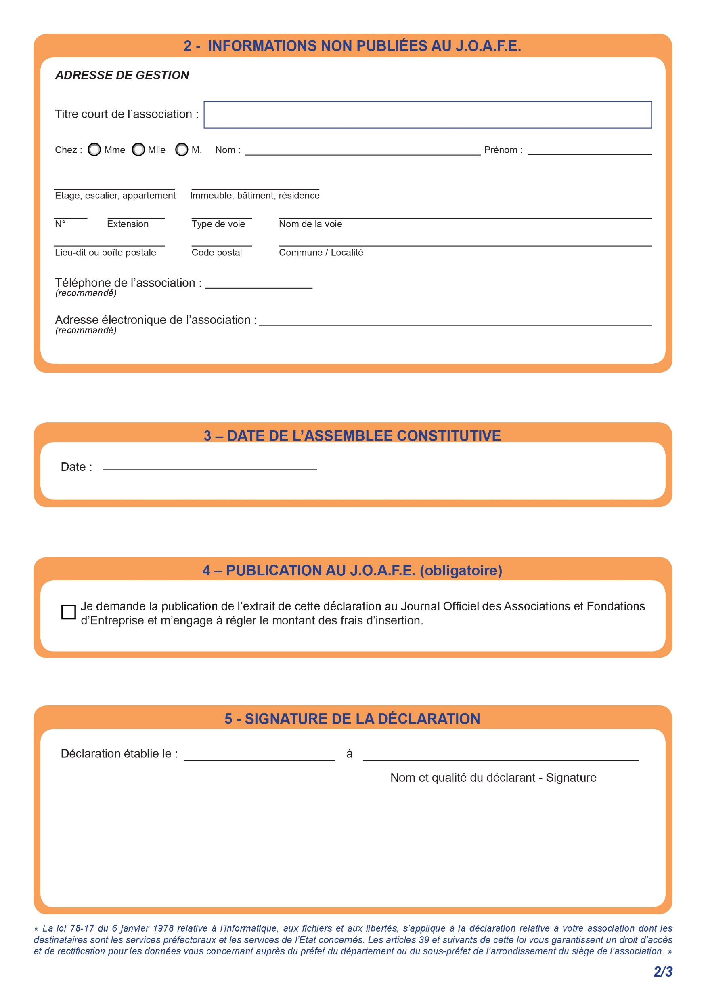 2 - INFORMATIONS NON PUBLIÉES AU J.O.A.F.E.
ADRESSE DE GESTION
Titre court de l’association :
Chez : Mme Mlle M. Nom : Prénom :
Etage, escalier, appartement Immeuble, bâtiment, résidence
N° Extension Type de voie Nom de la voie
Lieu-dit ou boîte postale Code postal Commune / Localité
Téléphone de l’association :
(recommandé)
Adresse électronique de l’association :
(recommandé)
3 – DATE DE L’ASSEMBLEE CONSTITUTIVE
Date :
4 – PUBLICATION AU J.O.A.F.E. (obligatoire)
Je demande la publication de l’extrait de cette déclaration au Journal Officiel des Associations et Fondations
d’Entreprise et m’engage à régler le montant des frais d’insertion.
5 - SIGNATURE DE LA DÉCLARATION
Déclaration établie le : à
Nom et qualité du déclarant - Signature
« La loi 78-17 du 6 janvier 1978 relative à l’informatique, aux fichiers et aux libertés, s’applique à la déclaration relative à votre association dont les
destinataires sont les services préfectoraux et les services de l’Etat concernés. Les articles 39 et suivants de cette loi vous garantissent un droit d’accès
et de rectification pour les données vous concernant auprès du préfet du département ou du sous-préfet de l’arrondissement du siège de l’association. »
2/3